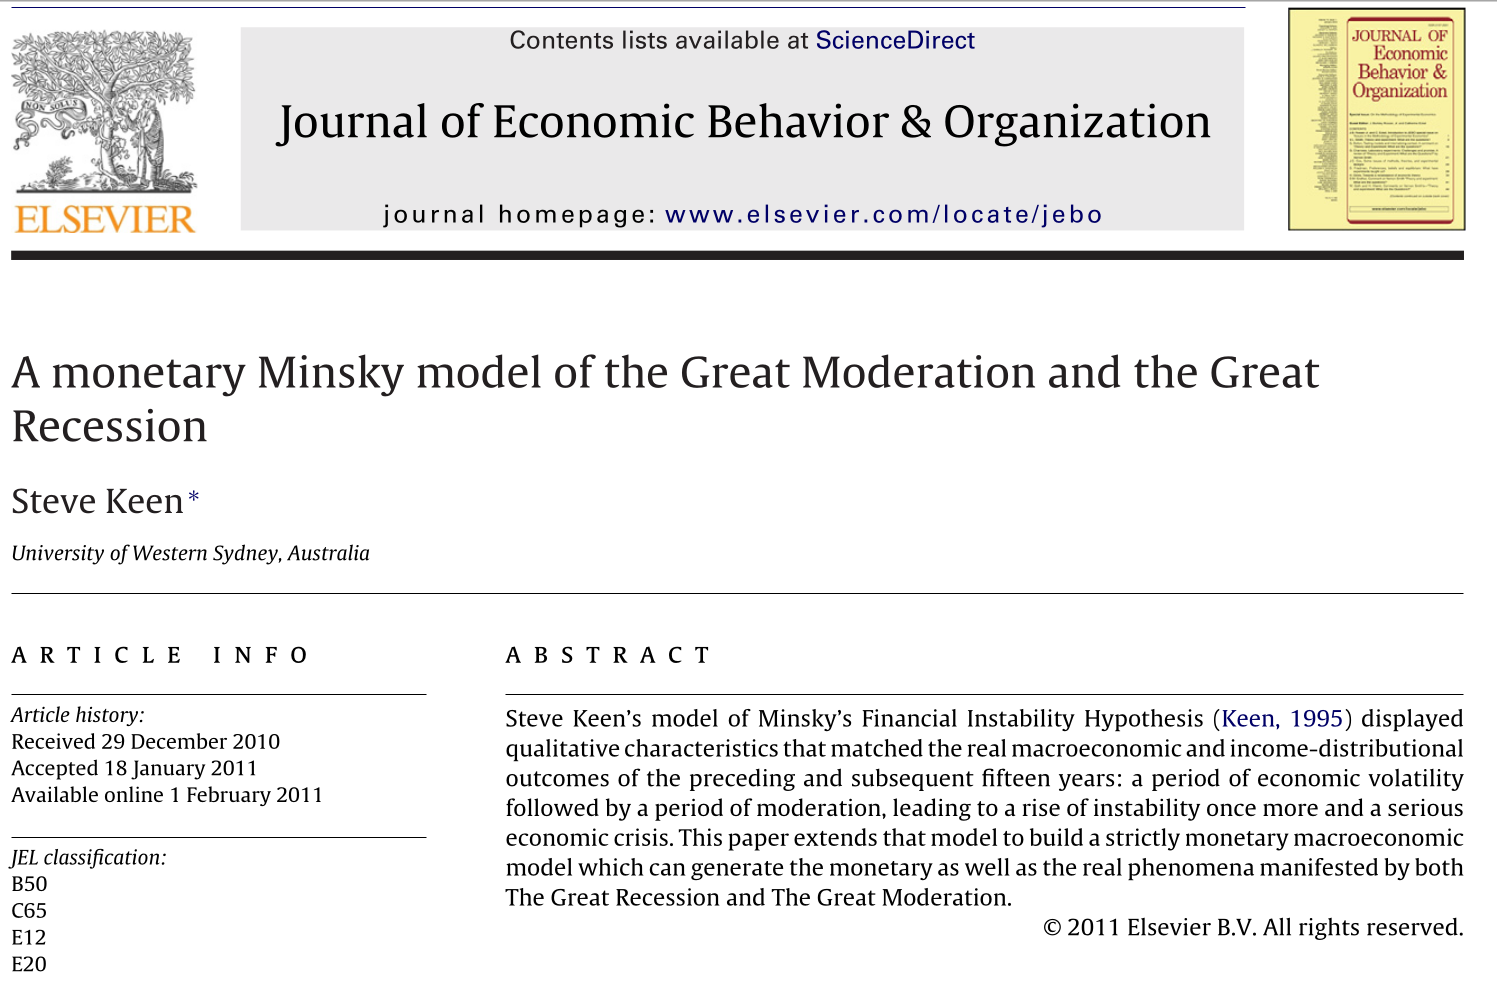 Contents lists available at ScienceDirect
Journal of Economic Behavior & Organization
journal homepage: www.elsevier.com/locate/jebo
NON SOLUS
ELSEVIER
JOURNAL OF
Economic
Behavior &
Organization
A monetary Minsky model of the Great Moderation and the Great
Recession
Steve Keen*
University of Western Sydney, Australia
ARTICLE INFO
Article history:
Received 29 December 2010
Accepted 18 January 2011
Available online 1 February 2011
JEL classification:
B50
C65
E12
E20
ABSTRACT
Steve Keen’s model of Minsky’s Financial Instability Hypothesis (Keen, 1995) displayed
qualitative characteristics that matched the real macroeconomic and income-distributional
outcomes of the preceding and subsequent fifteen years: a period of economic volatility
followed by a period of moderation, leading to a rise of instability once more and a serious
economic crisis. This paper extends that model to build a strictly monetary macroeconomic
model which can generate the monetary as well as the real phenomena manifested by both
The Great Recession and The Great Moderation.
© 2011 Elsevier B.V. All rights reserved.